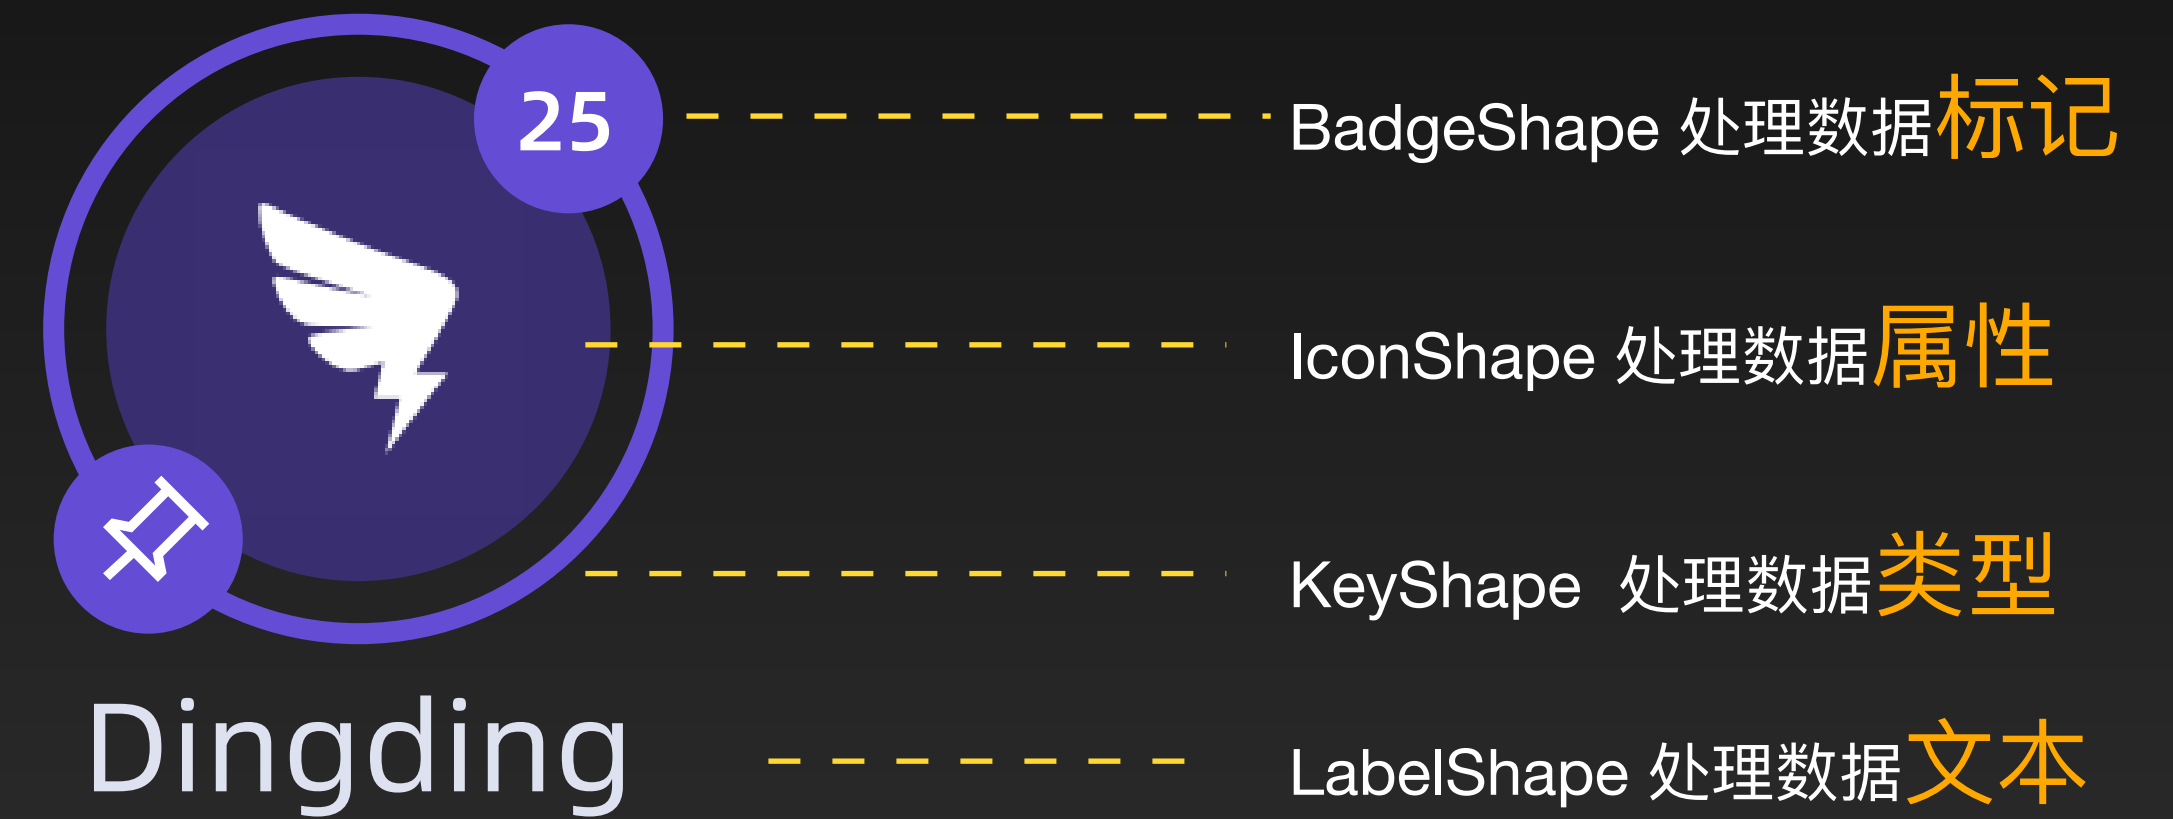 25
BadgeShape 处理数据标记
IconShape 处理数据属性
KeyShape 处理数据类型
Dingding
LabelShape 处理数据文本